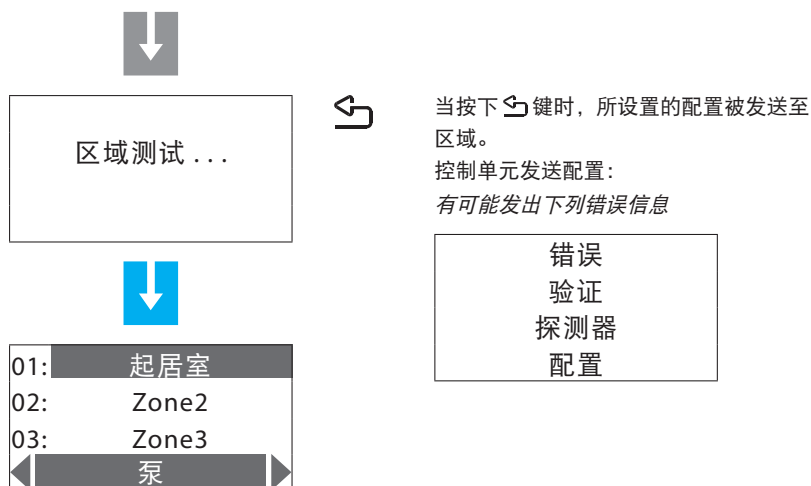 区域测试 . . .
当按下 键时，所设置的配置被发送至
区域。
控制单元发送配置：
有可能发出下列错误信息
错误
验证
探测器
配置
01: 起居室
02: Zone2
03: Zone3
泵